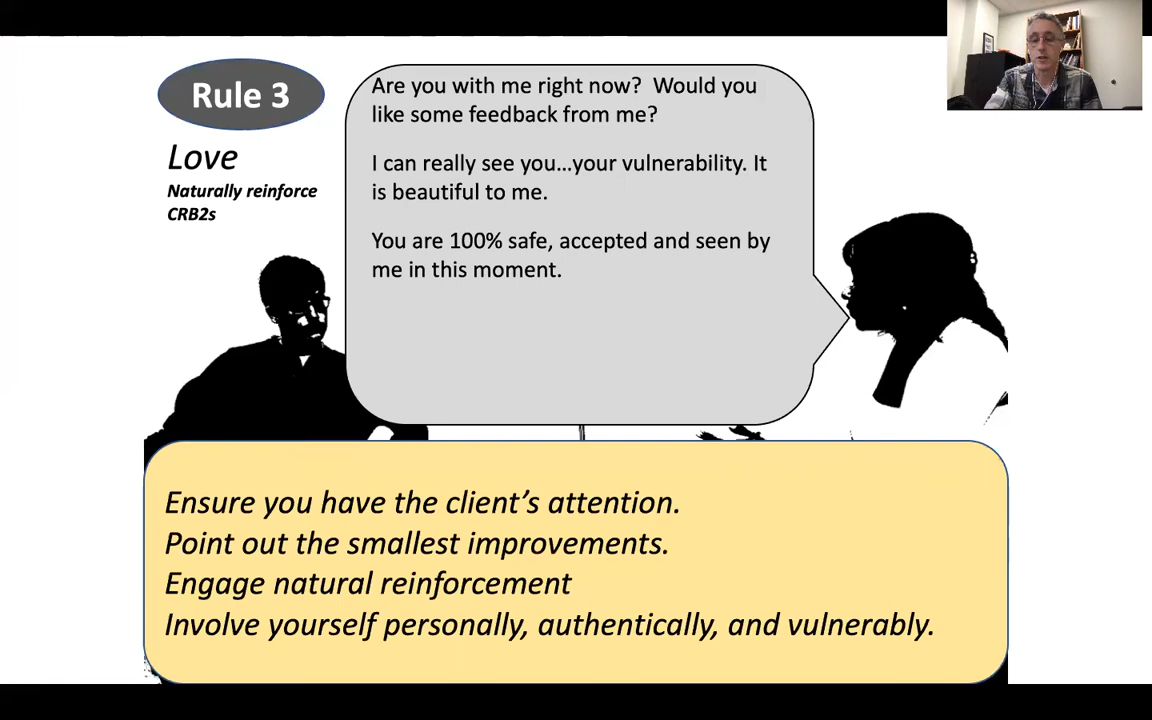 Rule 3
Love
Naturally reinforce
CRB2s
Are you with me right now?  Would you
like some feedback from me?
I can really see you…your vulnerability. It
is beautiful to me.
You are 100% safe, accepted and seen by
me in this moment.
Ensure you have the client’s attention.
Point out the smallest improvements.
Engage natural reinforcement
Involve yourself personally, authentically, and vulnerably.